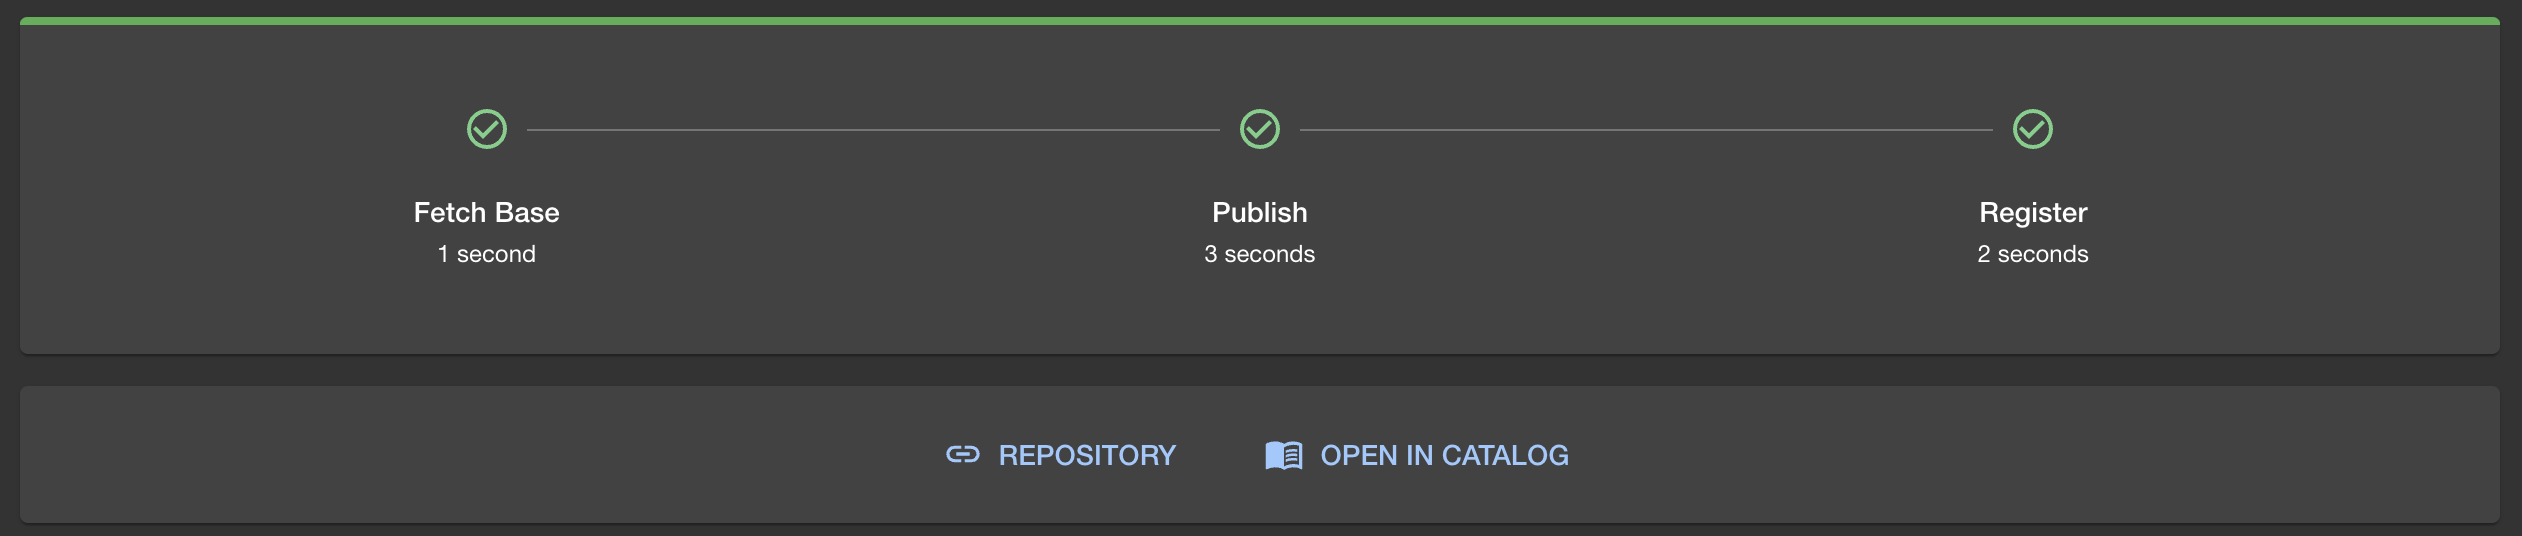 Fetch Base
1 second
Publish
3 seconds
Register
2 seconds
REPOSITORY
OPEN IN CATALOG